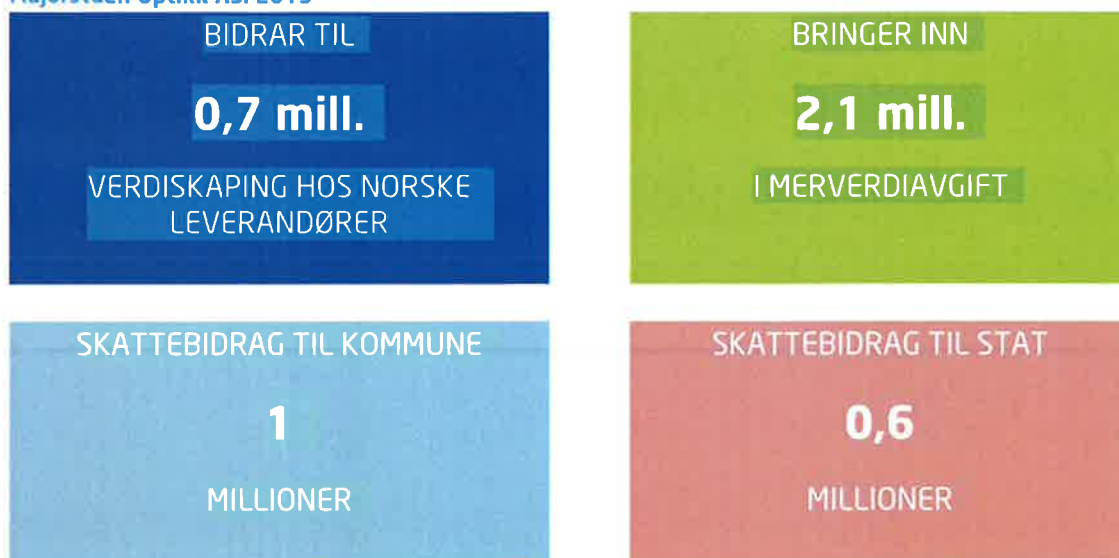 BIDRAR TIL
0,7 mill.
VERDISKAPING HOS NORSKE
LEVERANDØRER
BRINGER INN
2,1 mill.
I MERVERDIAVGIFT
SKATTEBIDRAG TIL KOMMUNE
1
MILLIONER
SKATTEBIDRAG TIL STAT
0,6
MILLIONER